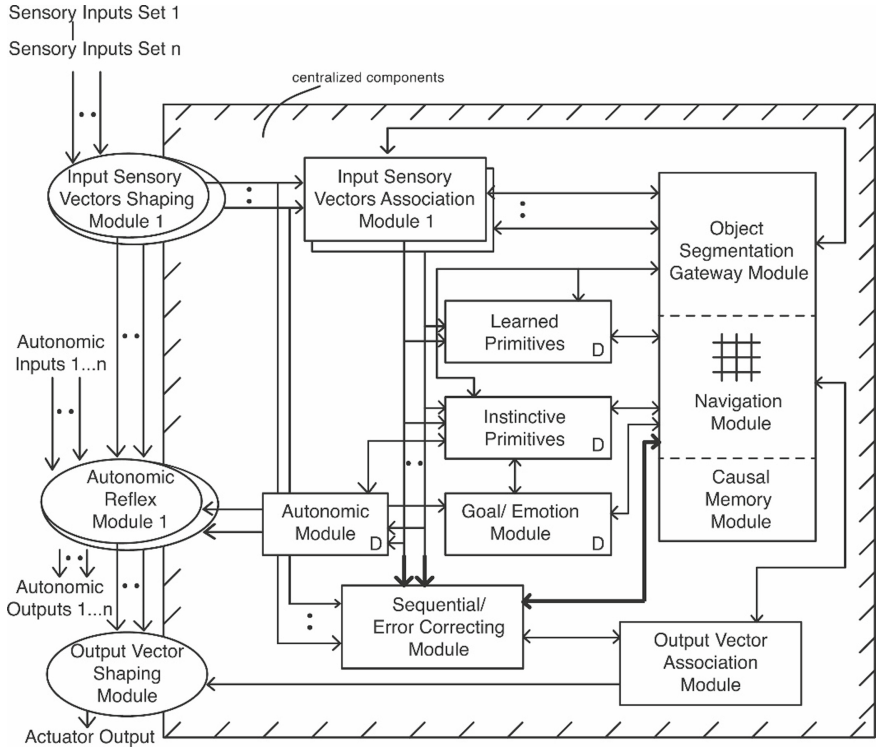 Sensory Inputs Set 1
Sensory Inputs Set n
centralized components
Input Sensory
Vectors Shaping
Module 1
Input Sensory
Vectors Association
Module 1
Object
Segmentation
Gateway Module
Learned
Primitives
D
Autonomic
Inputs 1...n
Navigation
Module
Instinctive
Primitives
D
Causal
Memory
Module
Autonomic
Reflex
Module 1
Autonomic
Module
D
Goal/ Emotion
Module
D
Autonomic
Outputs 1...n
Sequential/
Error Correcting
Module
Output Vector
Association
Module
Output Vector
Shaping
Module
Actuator Output